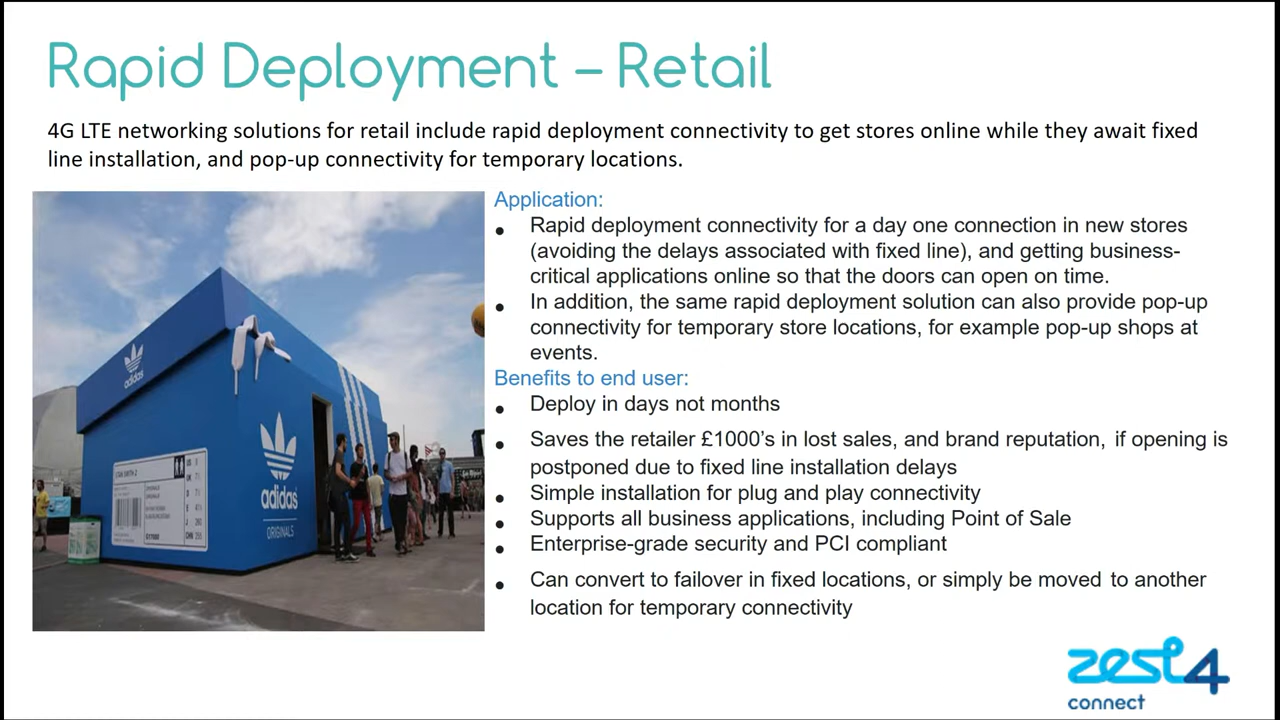 Rapid Deployment – Retail
4G LTE networking solutions for retail include rapid deployment connectivity to get stores online while they await fixed
line installation, and pop-up connectivity for temporary locations.
Application:
Rapid deployment connectivity for a day one connection in new stores
(avoiding the delays associated with fixed line), and getting business-
critical applications online so that the doors can open on time.
In addition, the same rapid deployment solution can also provide pop-up
connectivity for temporary store locations, for example pop-up shops at
events.
Benefits to end user:
Deploy in days not months
Saves the retailer £1000’s in lost sales, and brand reputation, if opening is
postponed due to fixed line installation delays
Simple installation for plug and play connectivity
Supports all business applications, including Point of Sale
Enterprise-grade security and PCI compliant
Can convert to failover in fixed locations, or simply be moved to another
location for temporary connectivity
adidas
adidas
ORIGINALS
STAN SMITH 2
zest4
connect